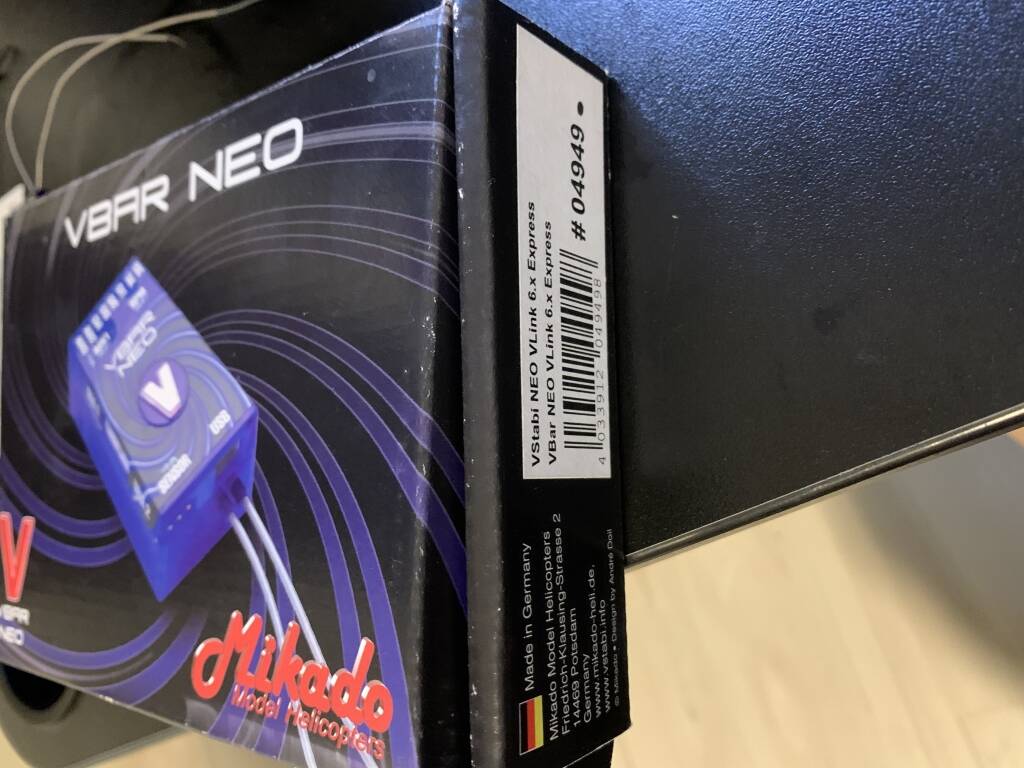 VBAR NEO
VBAR
NEO
V
USB
SENSOR
V
VBAR
NEO
Mikado
Model Helicopters
VStabi NEO VLink 6.x Express
VBar NEO VLink 6.x Express
# 04949 •
4 033912 049498
Made in Germany
Mikado Model Helicopters
Friedrich-Klausing-Strasse 2
14469 Potsdam
Germany
www.mikado-heli.de,
www.vstabi.info
© Mikado • Design by André Doll